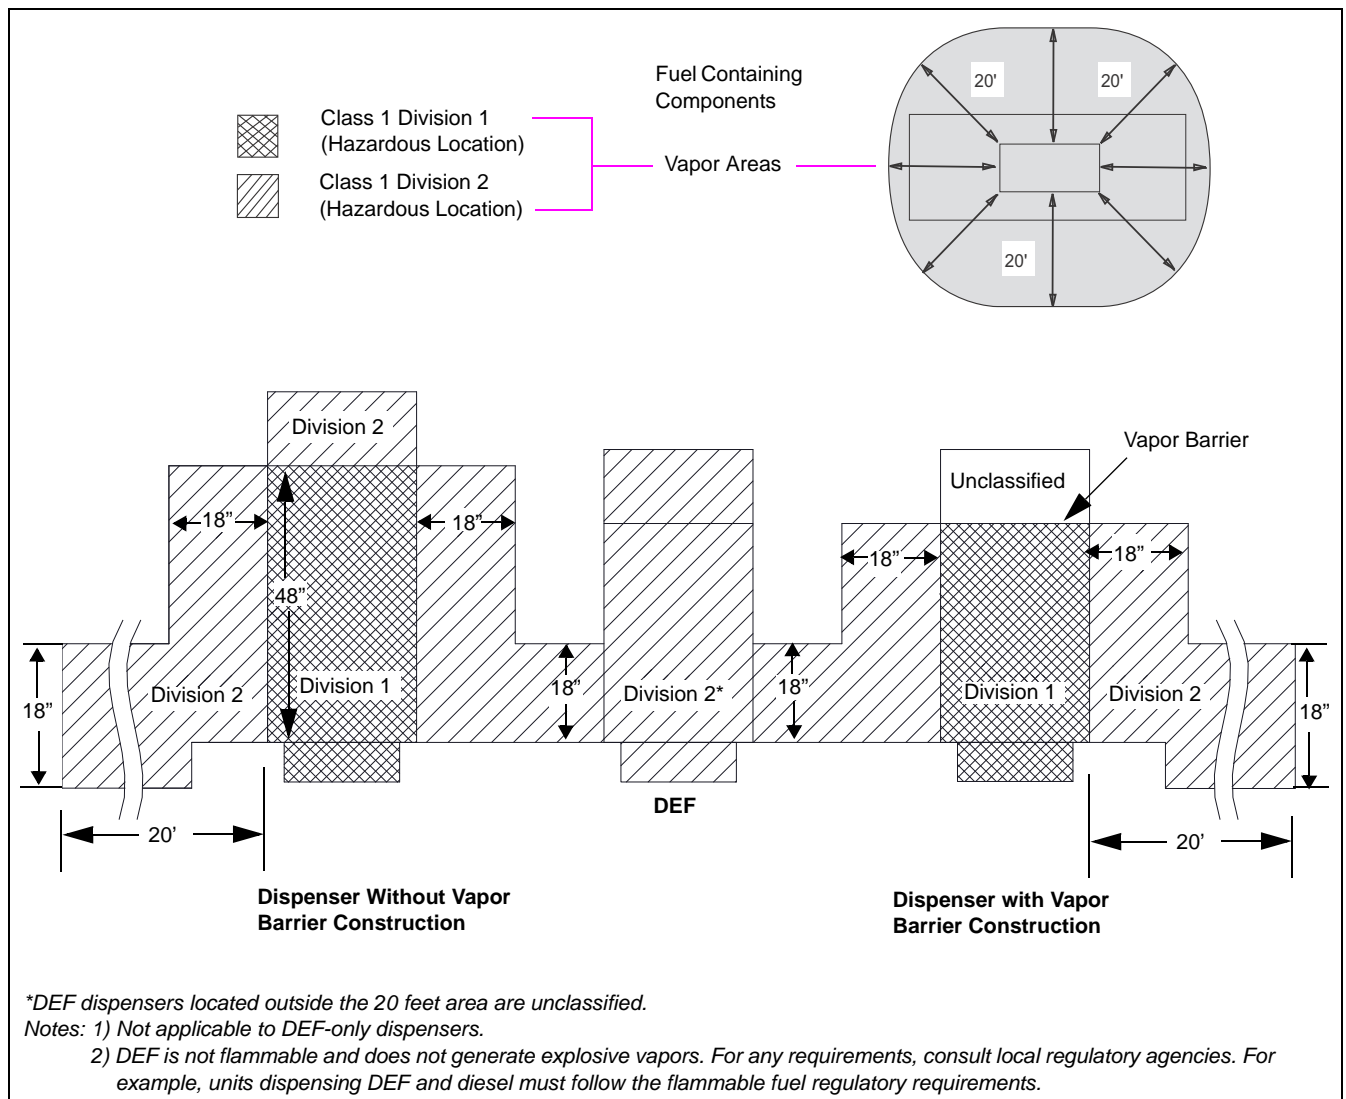 Fuel Containing
Components
20'
20'
Class 1 Division 1
(Hazardous Location)
Vapor Areas
Class 1 Division 2
(Hazardous Location)
20'
Division 2
Vapor Barrier
Unclassified
18”
18”
18”
18”
48”
18”
Division 2
Division 1
18”
Division 2*
18”
Division 1
Division 2
18”
DEF
20’
20’
Dispenser Without Vapor
Barrier Construction
Dispenser with Vapor
Barrier Construction
*DEF dispensers located outside the 20 feet area are unclassified.
Notes: 1) Not applicable to DEF-only dispensers.
2) DEF is not flammable and does not generate explosive vapors. For any requirements, consult local regulatory agencies. For
example, units dispensing DEF and diesel must follow the flammable fuel regulatory requirements.